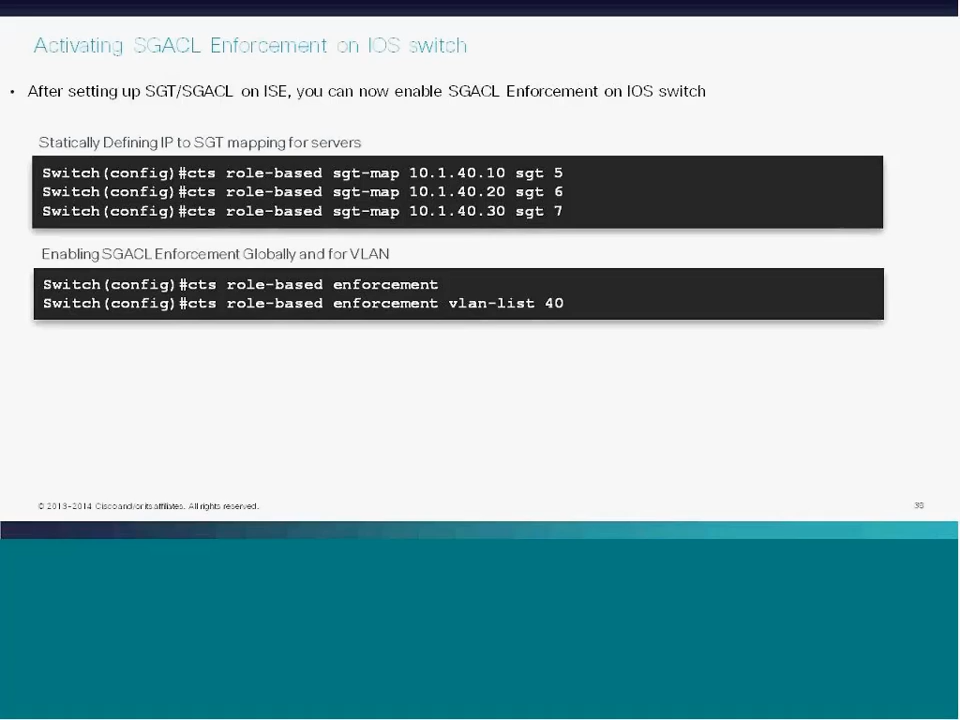 Activating SGACL Enforcement on IOS switch
• After setting up SGT/SGACL on ISE, you can now enable SGACL Enforcement on IOS switch
Statically Defining IP to SGT mapping for servers
Switch(config)#cts role-based sgt-map 10.1.40.10 sgt 5
Switch(config)#cts role-based sgt-map 10.1.40.20 sgt 6
Switch(config)#cts role-based sgt-map 10.1.40.30 sgt 7
Enabling SGACL Enforcement Globally and for VLAN
Switch(config)#cts role-based enforcement
Switch(config)#cts role-based enforcement vlan-list 40
© 2013-2014 Cisco and/or its affiliates. All rights reserved.